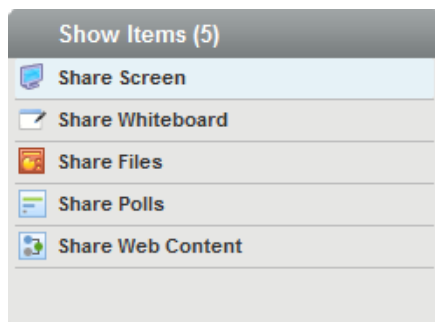 Show Items (5)
Share Screen
Share Whiteboard
Share Files
Share Polls
Share Web Content